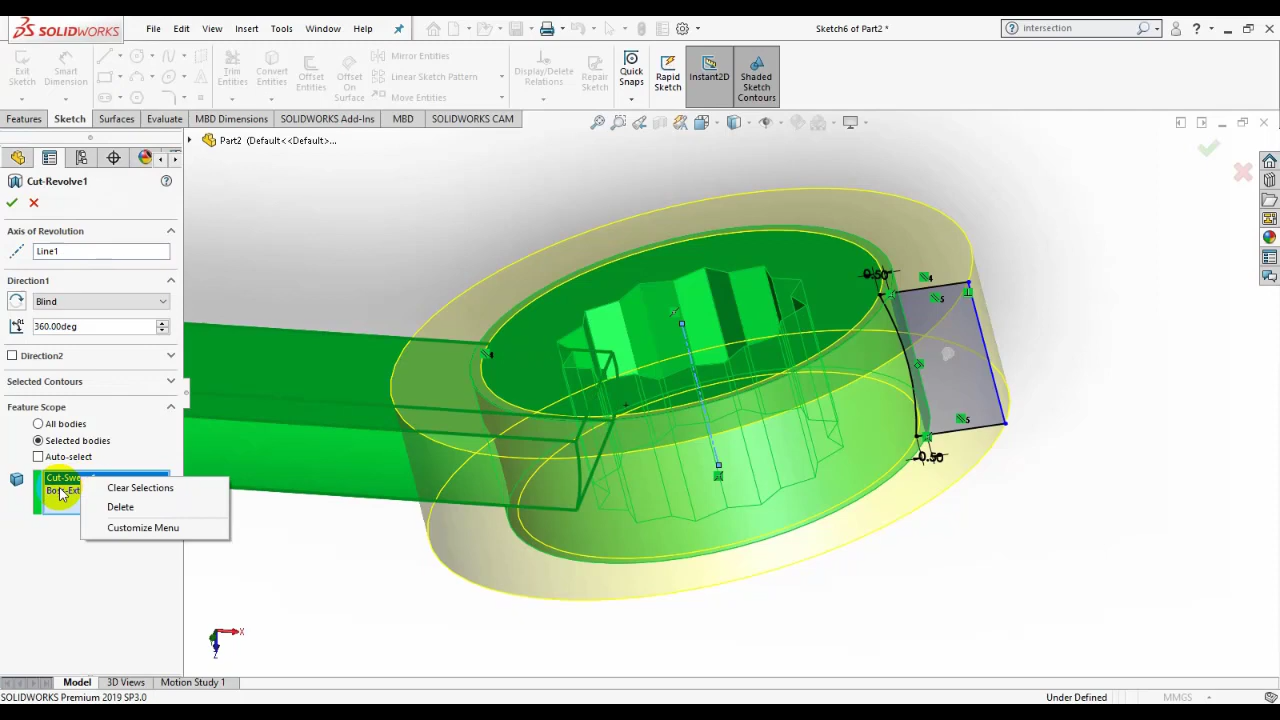 SOLIDWORKS
File Edit View Insert Tools Window Help
Sketch6 of Part2 *
intersection
Exit Sketch
Smart Dimension
Trim Entities
Convert Entities
Offset Entities
Offset On Surface
Mirror Entities
Linear Sketch Pattern
Move Entities
Display/Delete Relations
Repair Sketch
Quick Snaps
Rapid Sketch
Instant2D
Shaded Sketch Contours
Features Sketch Surfaces Evaluate MBD Dimensions SOLIDWORKS Add-Ins MBD SOLIDWORKS CAM
Part2 (Default<<Default>...
Cut-Revolve1
Axis of Revolution
Line1
Direction1
Blind
360.00deg
Direction2
Selected Contours
Feature Scope
All bodies
Selected bodies
Auto-select
Clear Selections
Delete
Customize Menu
0.50
4
5
4
5
0.50
X
Z
Model 3D Views Motion Study 1
SOLIDWORKS Premium 2019 SP3.0
Under Defined
MMGS